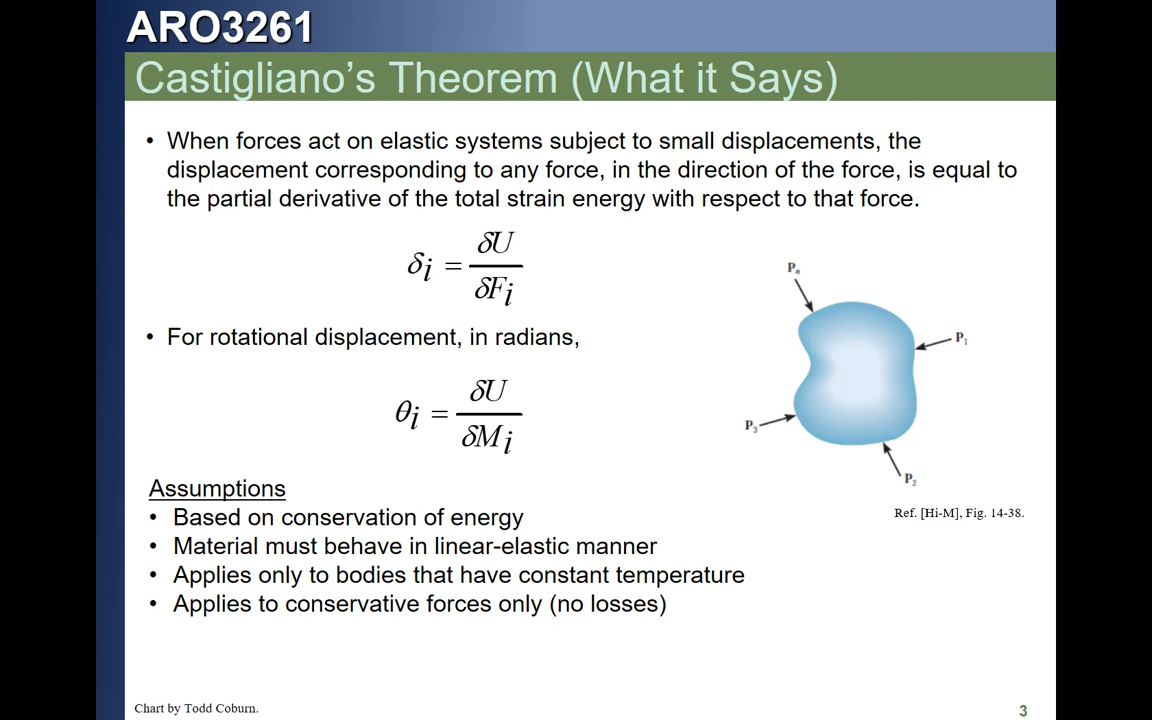 ARO3261
Castigliano's Theorem (What it Says)
• When forces act on elastic systems subject to small displacements, the
displacement corresponding to any force, in the direction of the force, is equal to
the partial derivative of the total strain energy with respect to that force.
δi = δU / δFi
• For rotational displacement, in radians,
θi = δU / δMi
Pn
P1
P3
P2
Ref. [Hi-M], Fig. 14-38.
Assumptions
• Based on conservation of energy
• Material must behave in linear-elastic manner
• Applies only to bodies that have constant temperature
• Applies to conservative forces only (no losses)
Chart by Todd Coburn.
3